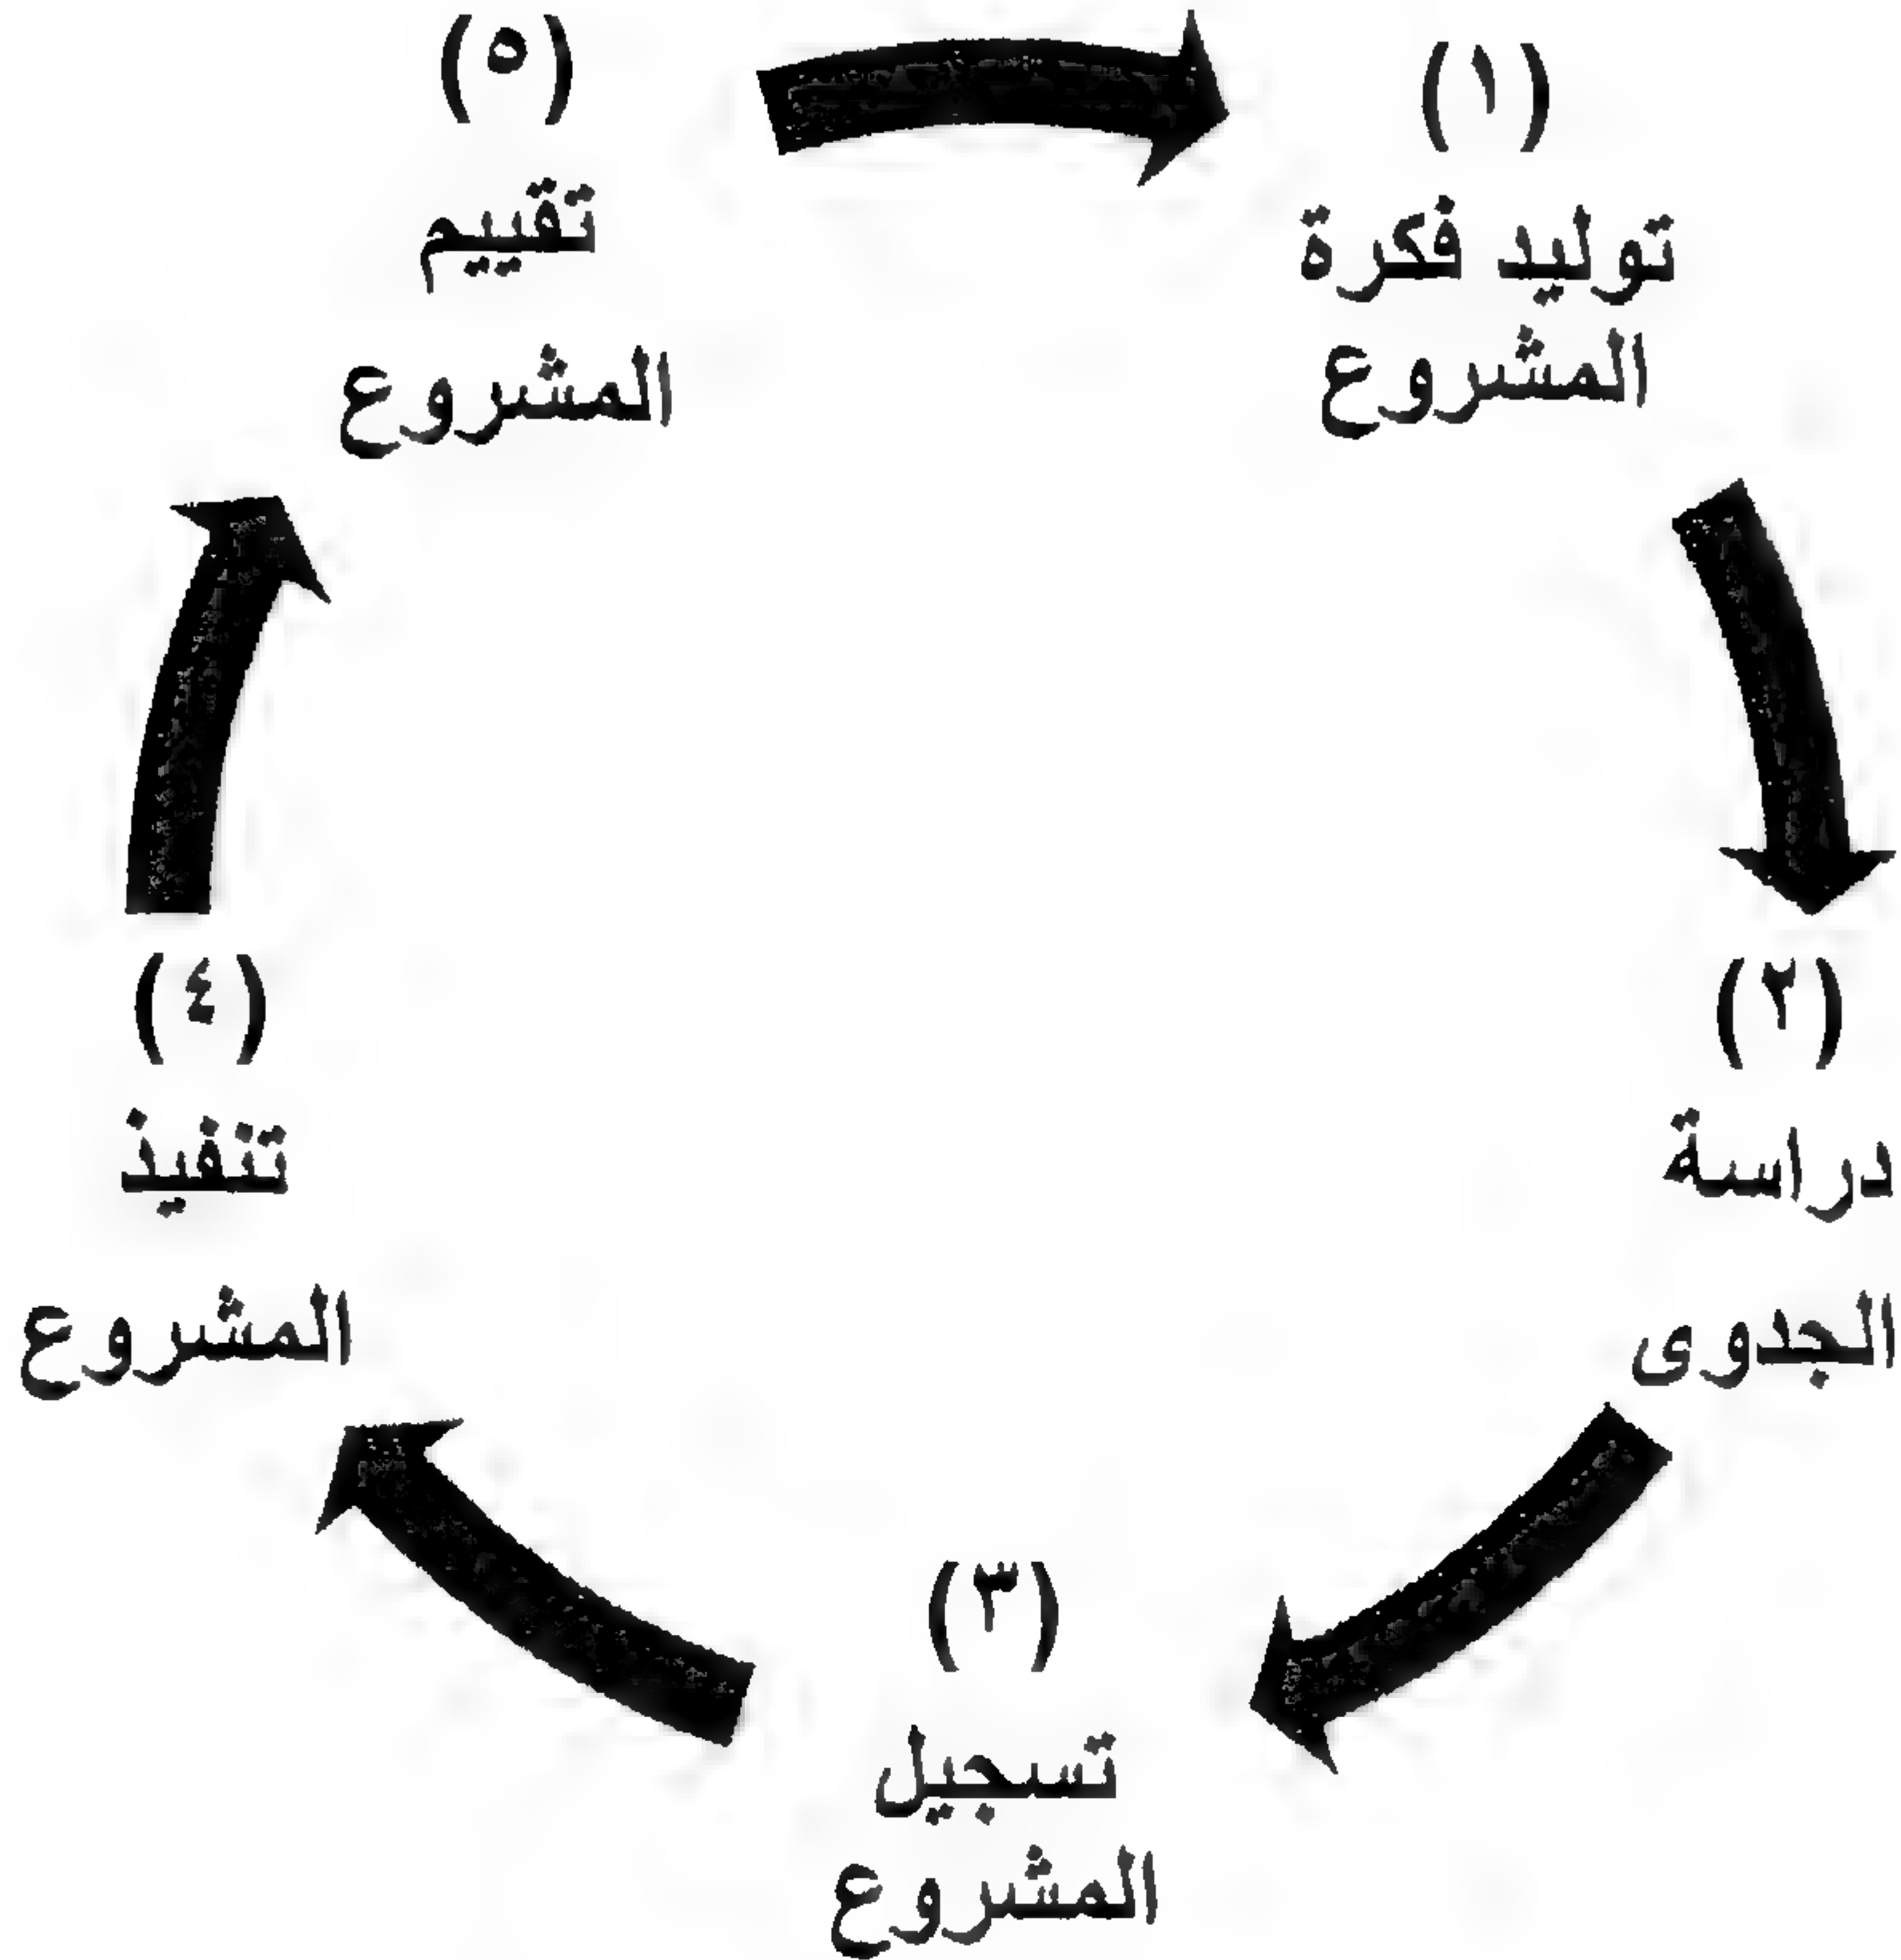 (١)
توليد فكرة
المشروع
(٢)
دراسة
الجدوى
(٣)
تسجيل
المشروع
(٤)
تنفيذ
المشروع
(٥)
تقييم
المشروع